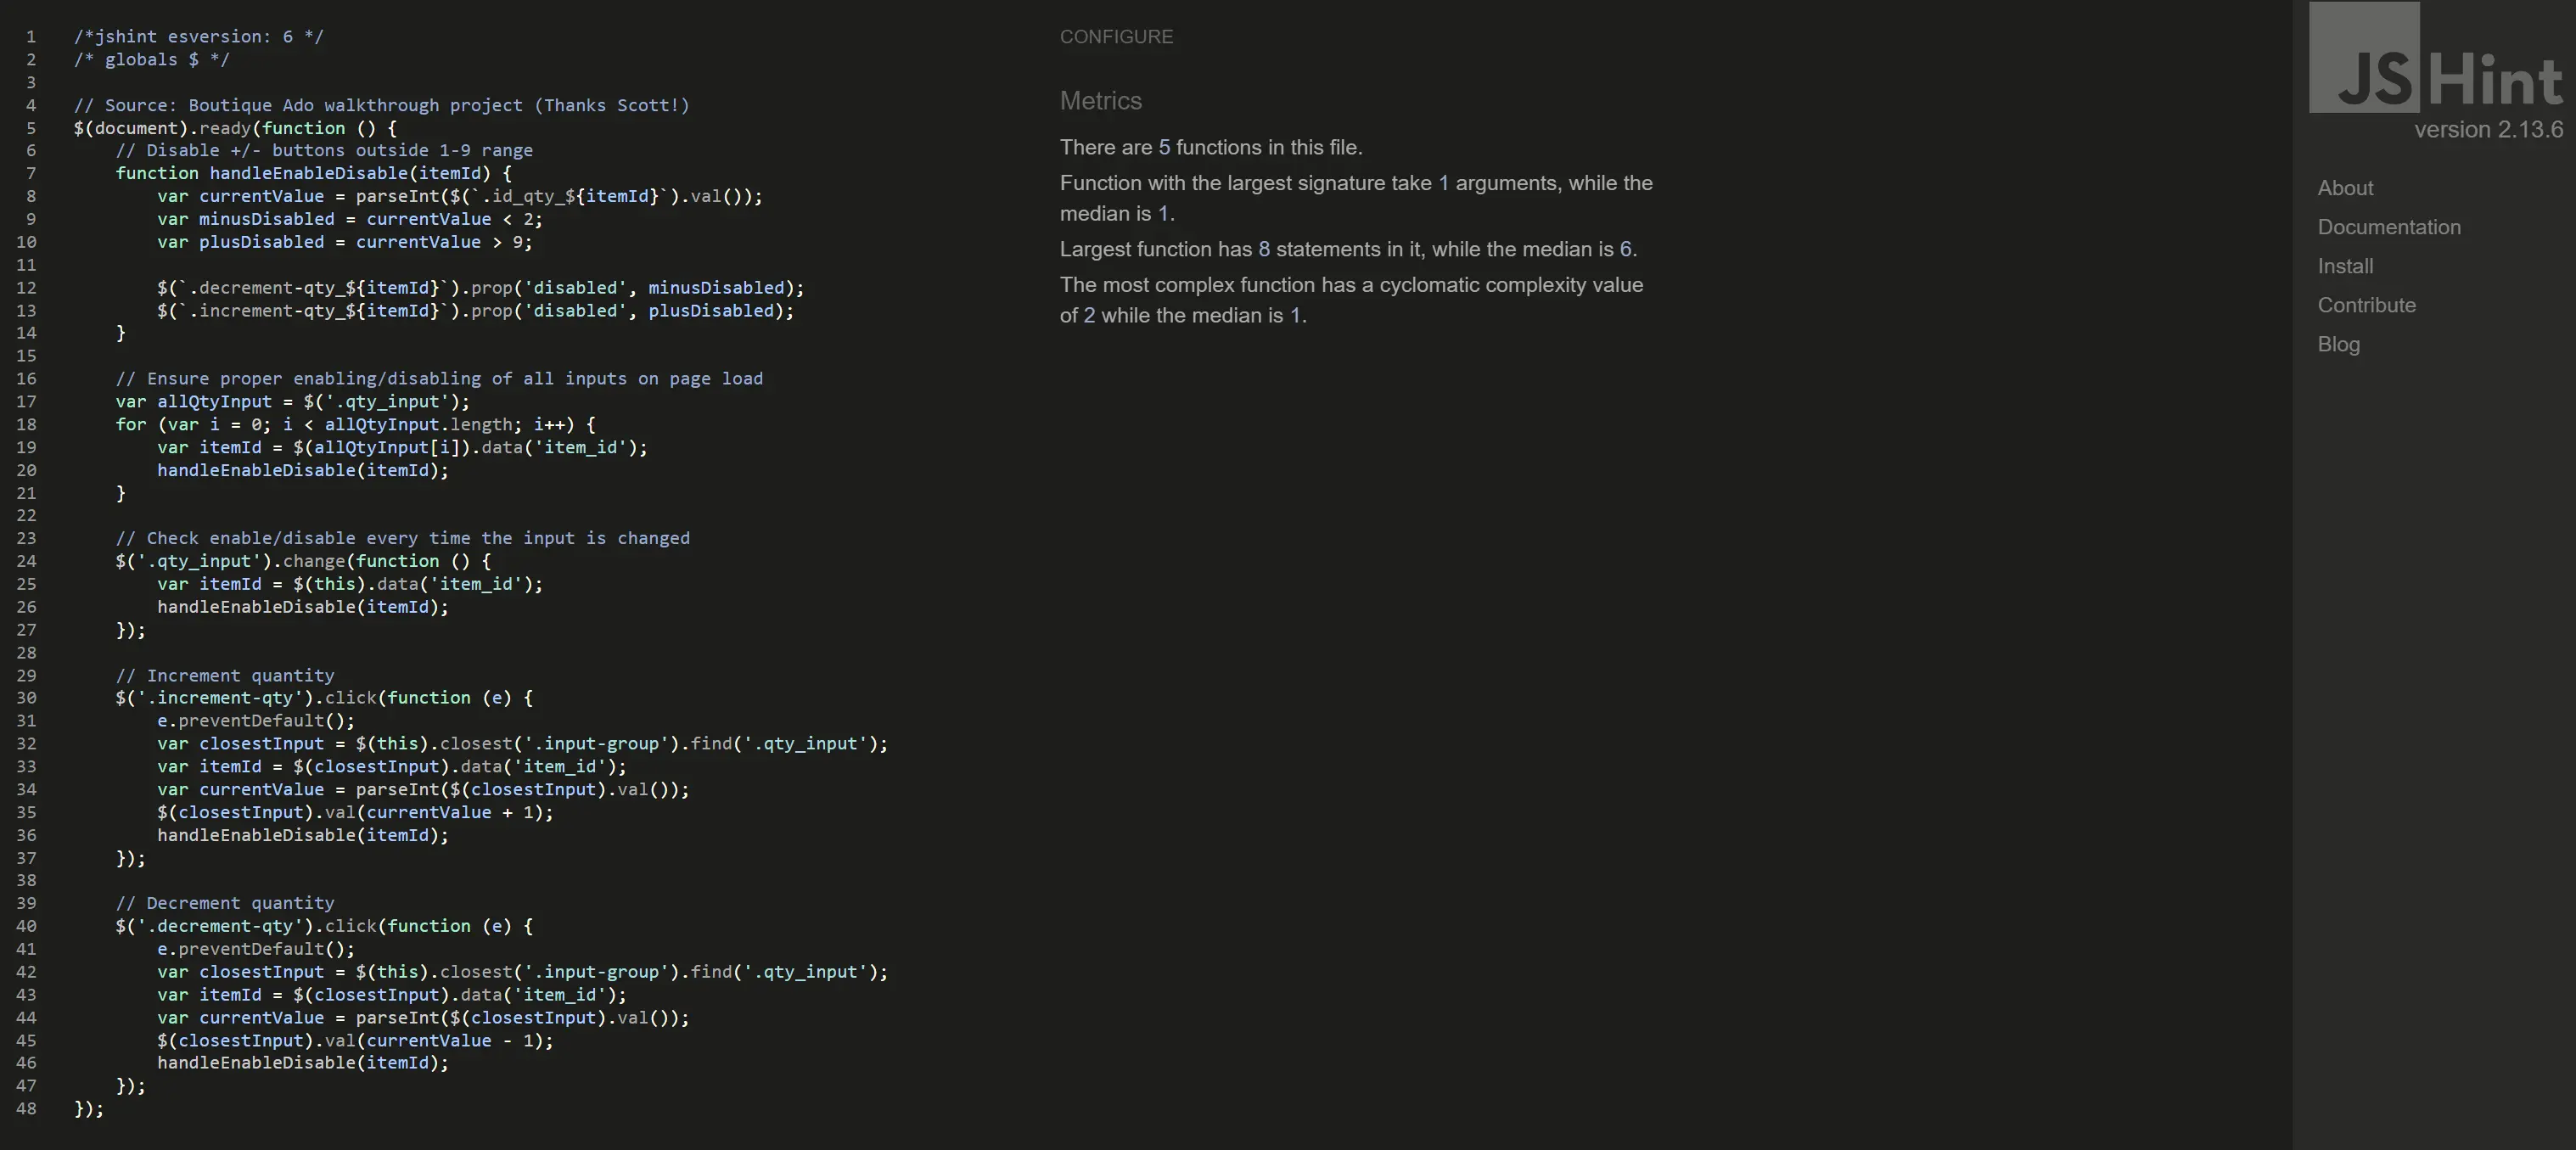 1 /*jshint esversion: 6 */
2 /* globals $ */
3
4 // Source: Boutique Ado walkthrough project (Thanks Scott!)
5 $(document).ready(function () {
6     // Disable +/- buttons outside 1-9 range
7     function handleEnableDisable(itemId) {
8         var currentValue = parseInt($(`.id_qty_${itemId}`).val());
9         var minusDisabled = currentValue < 2;
10         var plusDisabled = currentValue > 9;
11
12         $(`.decrement-qty_${itemId}`).prop('disabled', minusDisabled);
13         $(`.increment-qty_${itemId}`).prop('disabled', plusDisabled);
14     }
15
16     // Ensure proper enabling/disabling of all inputs on page load
17     var allQtyInput = $('.qty_input');
18     for (var i = 0; i < allQtyInput.length; i++) {
19         var itemId = $(allQtyInput[i]).data('item_id');
20         handleEnableDisable(itemId);
21     }
22
23     // Check enable/disable every time the input is changed
24     $('.qty_input').change(function () {
25         var itemId = $(this).data('item_id');
26         handleEnableDisable(itemId);
27     });
28
29     // Increment quantity
30     $('.increment-qty').click(function (e) {
31         e.preventDefault();
32         var closestInput = $(this).closest('.input-group').find('.qty_input');
33         var itemId = $(closestInput).data('item_id');
34         var currentValue = parseInt($(closestInput).val());
35         $(closestInput).val(currentValue + 1);
36         handleEnableDisable(itemId);
37     });
38
39     // Decrement quantity
40     $('.decrement-qty').click(function (e) {
41         e.preventDefault();
42         var closestInput = $(this).closest('.input-group').find('.qty_input');
43         var itemId = $(closestInput).data('item_id');
44         var currentValue = parseInt($(closestInput).val());
45         $(closestInput).val(currentValue - 1);
46         handleEnableDisable(itemId);
47     });
48 });
CONFIGURE
Metrics
There are 5 functions in this file.
Function with the largest signature take 1 arguments, while the
median is 1.
Largest function has 8 statements in it, while the median is 6.
The most complex function has a cyclomatic complexity value
of 2 while the median is 1.
JSHint
version 2.13.6
About
Documentation
Install
Contribute
Blog